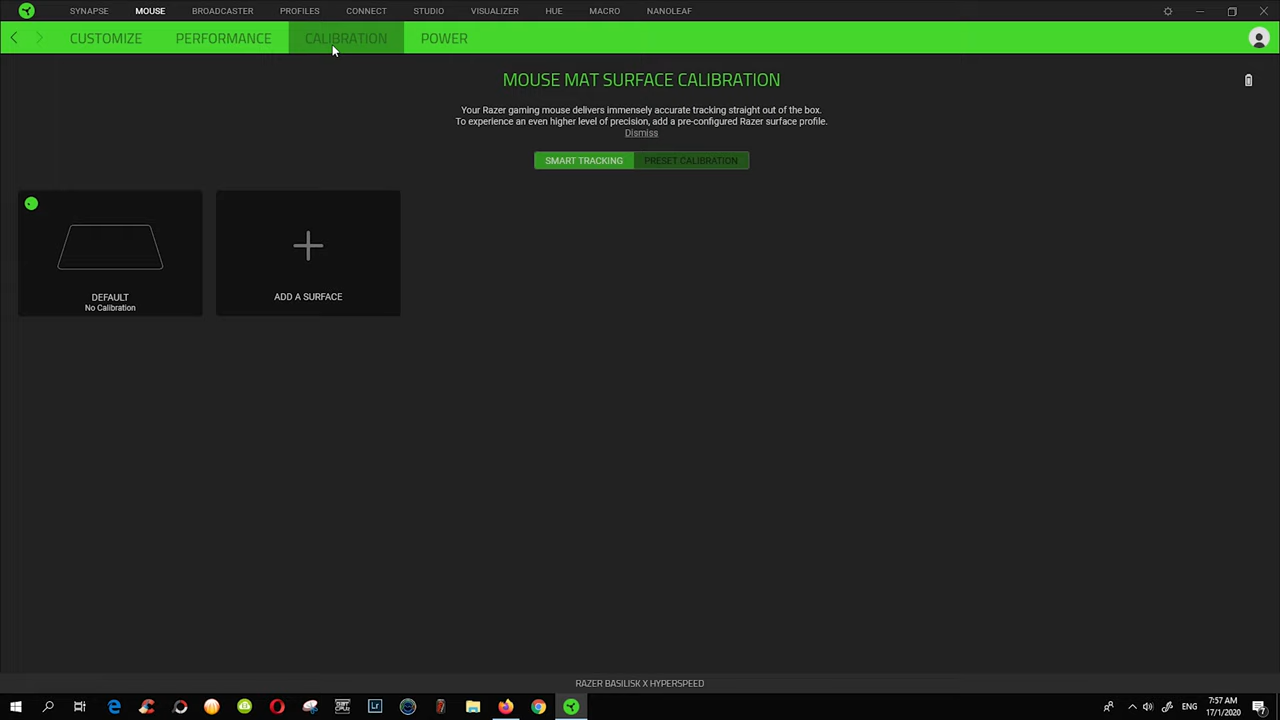 SYNAPSE MOUSE BROADCASTER PROFILES CONNECT STUDIO VISUALIZER HUE MACRO NANOLEAF
CUSTOMIZE PERFORMANCE CALIBRATION POWER
MOUSE MAT SURFACE CALIBRATION
Your Razer gaming mouse delivers immensely accurate tracking straight out of the box.
To experience an even higher level of precision, add a pre-configured Razer surface profile.
Dismiss
SMART TRACKING PRESET CALIBRATION
DEFAULT
No Calibration
ADD A SURFACE
RAZER BASILISK X HYPERSPEED
ENG
7:57 AM
17/1/2020